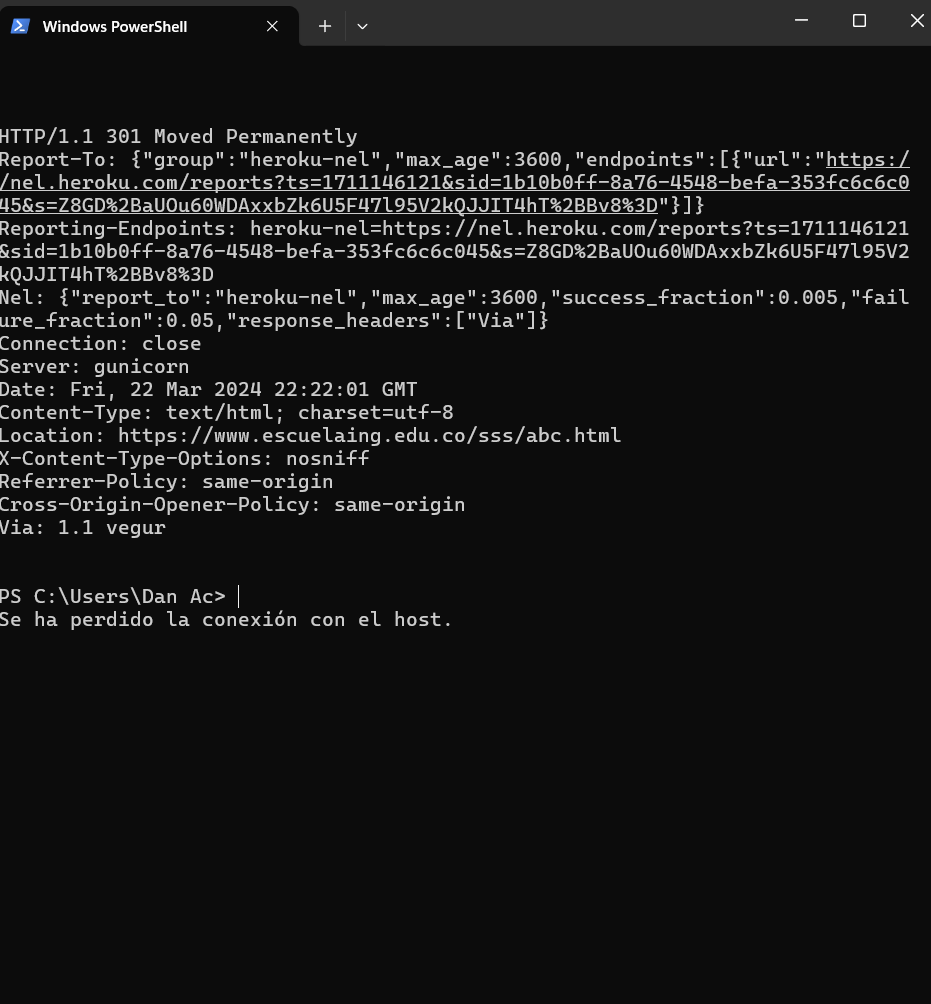 Windows PowerShell
HTTP/1.1 301 Moved Permanently
Report-To: {"group":"heroku-nel","max_age":3600,"endpoints":[{"url":"https:/
/nel.heroku.com/reports?ts=1711146121&sid=1b10b0ff-8a76-4548-befa-353fc6c6c0
45&s=Z8GD%2BaUOu60WDAxxbZk6U5F47l95V2kQJJIT4hT%2BBv8%3D"}]}
Reporting-Endpoints: heroku-nel=https://nel.heroku.com/reports?ts=1711146121
&sid=1b10b0ff-8a76-4548-befa-353fc6c6c045&s=Z8GD%2BaUOu60WDAxxbZk6U5F47l95V2
kQJJIT4hT%2BBv8%3D
Nel: {"report_to":"heroku-nel","max_age":3600,"success_fraction":0.005,"fail
ure_fraction":0.05,"response_headers":["Via"]}
Connection: close
Server: gunicorn
Date: Fri, 22 Mar 2024 22:22:01 GMT
Content-Type: text/html; charset=utf-8
Location: https://www.escuelaing.edu.co/sss/abc.html
X-Content-Type-Options: nosniff
Referrer-Policy: same-origin
Cross-Origin-Opener-Policy: same-origin
Via: 1.1 vegur
PS C:\Users\Dan Ac>
Se ha perdido la conexión con el host.